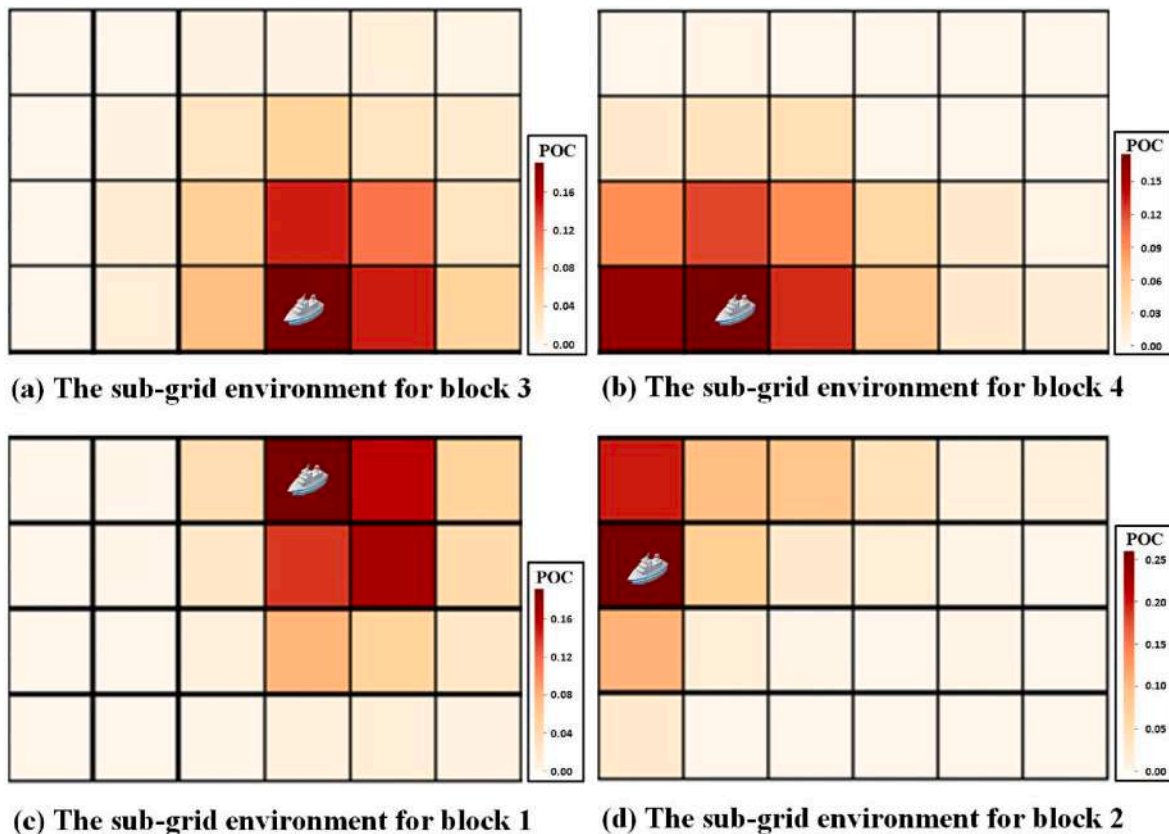 POC
0.16
0.12
0.08
0.04
0.00
POC
0.15
0.12
0.09
0.06
0.03
0.00
(a) The sub-grid environment for block 3
(b) The sub-grid environment for block 4
POC
0.16
0.12
0.08
0.04
0.00
POC
0.25
0.20
0.15
0.10
0.05
0.00
(c) The sub-grid environment for block 1
(d) The sub-grid environment for block 2